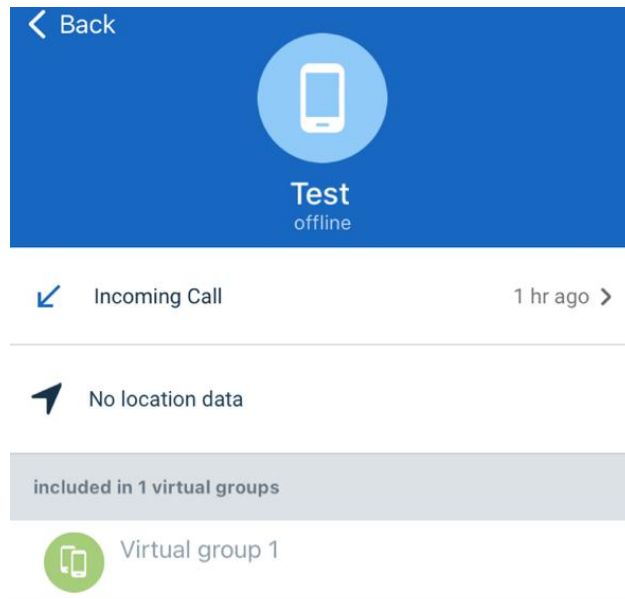 Back
Test
offline
Incoming Call 1 hr ago
No location data
included in 1 virtual groups
Virtual group 1